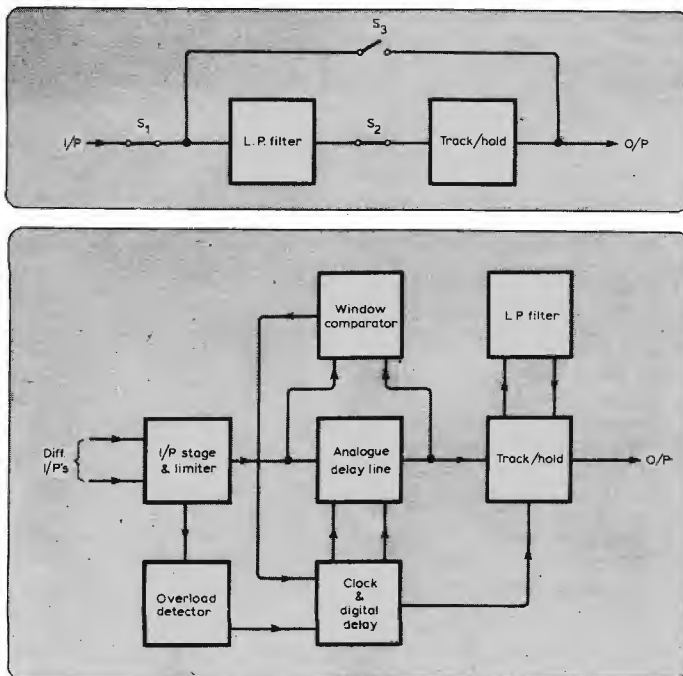 S3
I/P
S1
L.P. filter
S2
Track/hold
O/P
Window
comparator
L P filter
Diff.
I/P's
I/P stage
& limiter
Analogue
delay line
Track/hold
O/P
Overload
detector
Clock
&
digital
delay